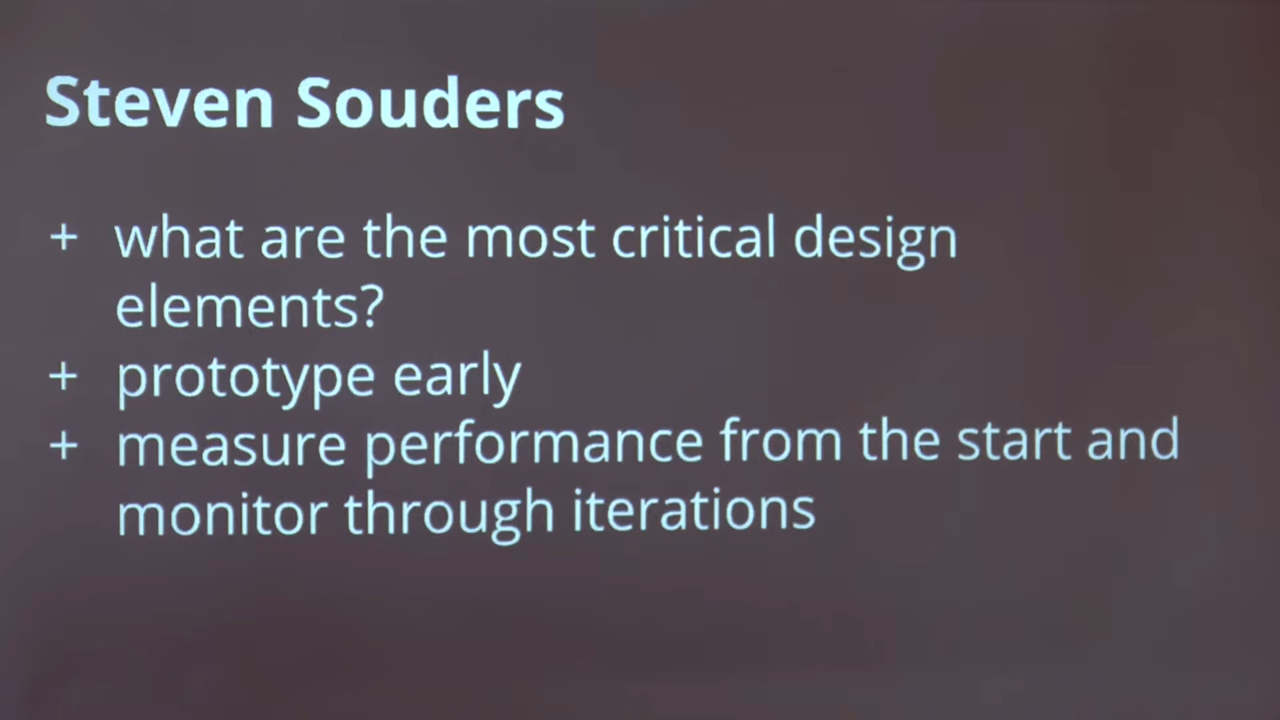 Steven Souders
+ what are the most critical design
elements?
+ prototype early
+ measure performance from the start and
monitor through iterations